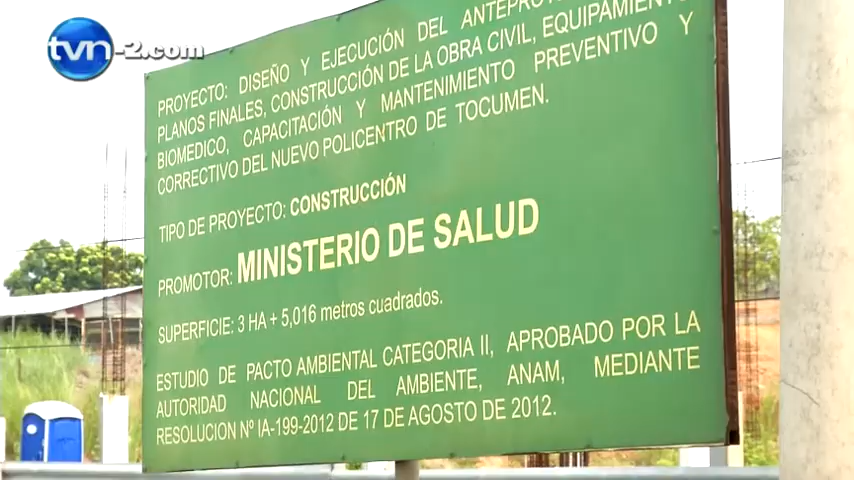 tvn-2.com
PROYECTO: DISEÑO Y EJECUCIÓN DEL
PLANOS FINALES, CONSTRUCCIÓN DE LA OBRA CIVIL, EQUIPAMIENTO
BIOMEDICO, CAPACITACIÓN Y MANTENIMIENTO PREVENTIVO Y
CORRECTIVO DEL NUEVO POLICENTRO DE TOCUMEN.
TIPO DE PROYECTO: CONSTRUCCIÓN
PROMOTOR: MINISTERIO DE SALUD
SUPERFICIE: 3 HA + 5,016 metros cuadrados.
ESTUDIO DE PACTO AMBIENTAL CATEGORIA II, APROBADO POR LA
AUTORIDAD NACIONAL DEL AMBIENTE, ANAM, MEDIANTE
RESOLUCION Nº IA-199-2012 DE 17 DE AGOSTO DE 2012.